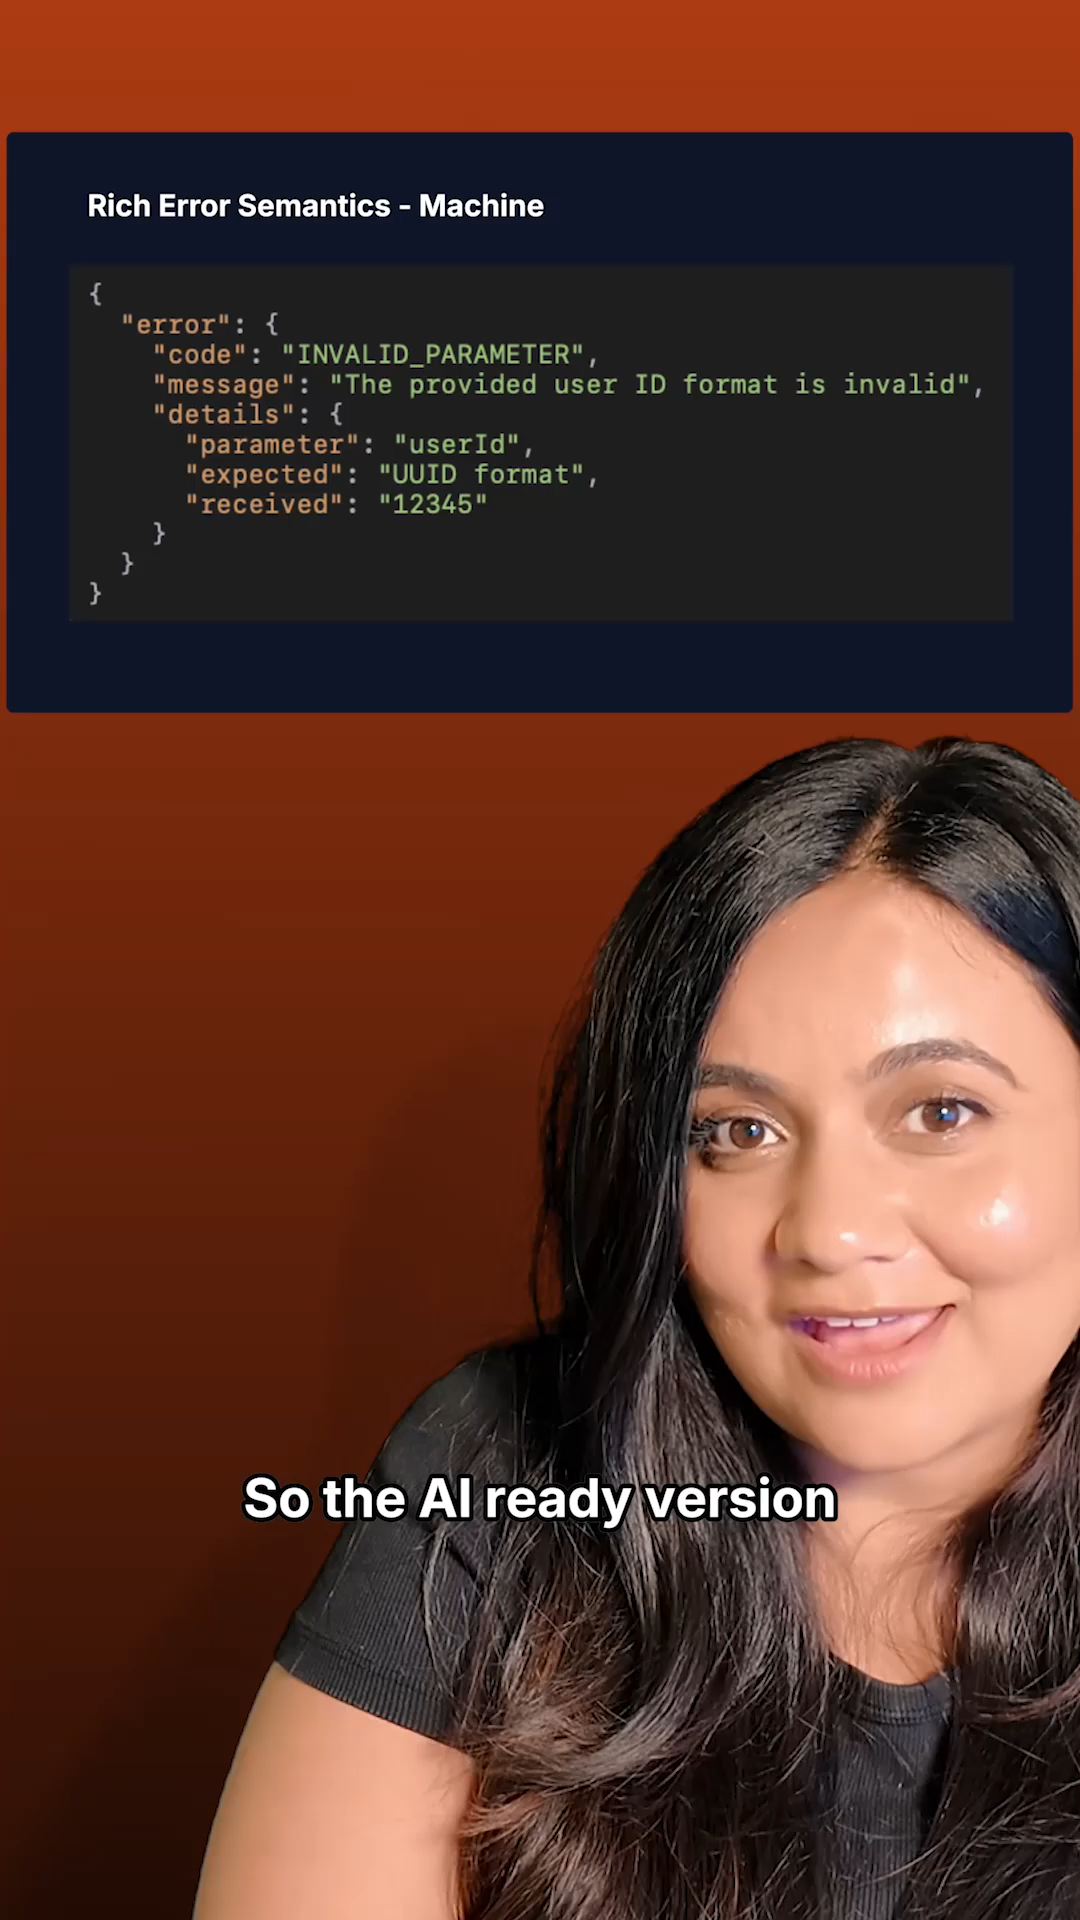 Rich Error Semantics - Machine
{
"error": {
"code": "INVALID_PARAMETER",
"message": "The provided user ID format is invalid",
"details": {
"parameter": "userId",
"expected": "UUID format",
"received": "12345"
}
}
}
So the AI ready version